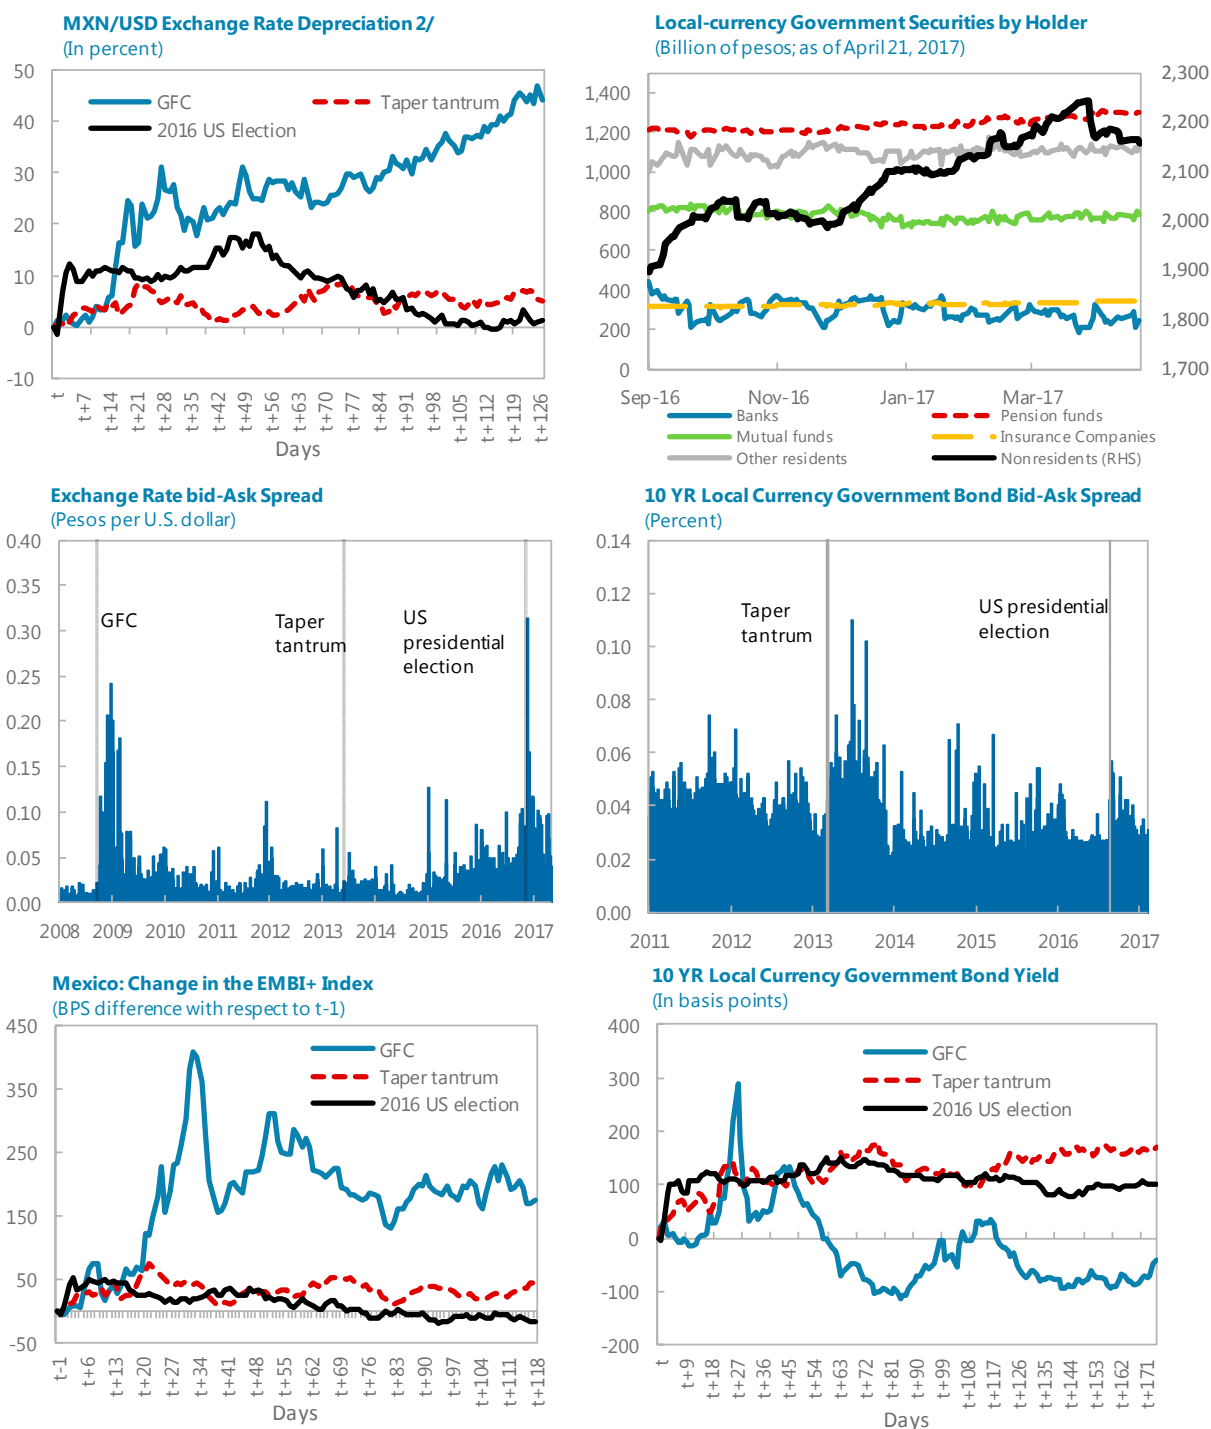 MXN/USD Exchange Rate Depreciation 2/
(In percent)
50
40
30
20
10
0
-10
GFC
Taper tantrum
2016 US Election
t
t+7
t+14
t+21
t+28
t+35
t+42
t+49
t+56
t+63
t+70
t+77
t+84
t+91
t+98
t+105
t+112
t+119
t+126
Days
Local-currency Government Securities by Holder
(Billion of pesos; as of April 21, 2017)
1,400
1,200
1,000
800
600
400
200
0
2,300
2,200
2,100
2,000
1,900
1,800
1,700
Sep-16
Nov-16
Jan-17
Mar-17
Banks
Pension funds
Mutual funds
Insurance Companies
Other residents
Nonresidents (RHS)
Exchange Rate bid-Ask Spread
(Pesos per U.S. dollar)
0.40
0.35
0.30
0.25
0.20
0.15
0.10
0.05
0.00
GFC
Taper
tantrum
US
presidential
election
2008
2009
2010
2011
2012
2013
2014
2015
2016
2017
10 YR Local Currency Government Bond Bid-Ask Spread
(Percent)
0.14
0.12
0.10
0.08
0.06
0.04
0.02
0.00
Taper
tantrum
US presidential
election
2011
2012
2013
2014
2015
2016
2017
Mexico: Change in the EMBI+ Index
(BPS difference with respect to t-1)
450
350
250
150
50
-50
GFC
Taper tantrum
2016 US election
t-1
t+6
t+13
t+20
t+27
t+34
t+41
t+48
t+55
t+62
t+69
t+76
t+83
t+90
t+97
t+104
t+111
t+118
Days
10 YR Local Currency Government Bond Yield
(In basis points)
400
300
200
100
0
-100
-200
GFC
Taper tantrum
2016 US election
t
t+9
t+18
t+27
t+36
t+45
t+54
t+63
t+72
t+81
t+90
t+99
t+108
t+117
t+126
t+135
t+144
t+153
t+162
t+171
Days